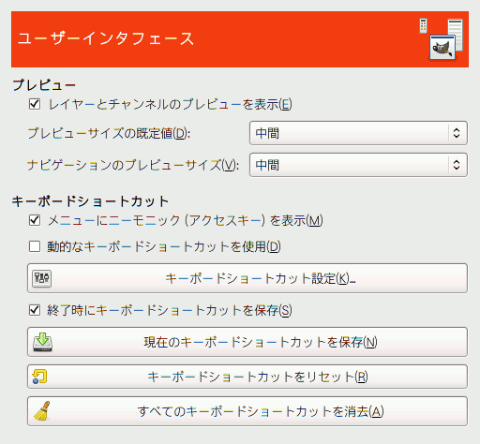 ユーザーインタフェース
プレビュー
レイヤーとチャンネルのプレビューを表示(E)
プレビューサイズの既定値(D): 中間
ナビゲーションのプレビューサイズ(V): 中間
キーボードショートカット
メニューにニーモニック (アクセスキー) を表示(M)
動的なキーボードショートカットを使用(D)
キーボードショートカット設定(K)...
終了時にキーボードショートカットを保存(S)
現在のキーボードショートカットを保存(N)
キーボードショートカットをリセット(R)
すべてのキーボードショートカットを消去(A)